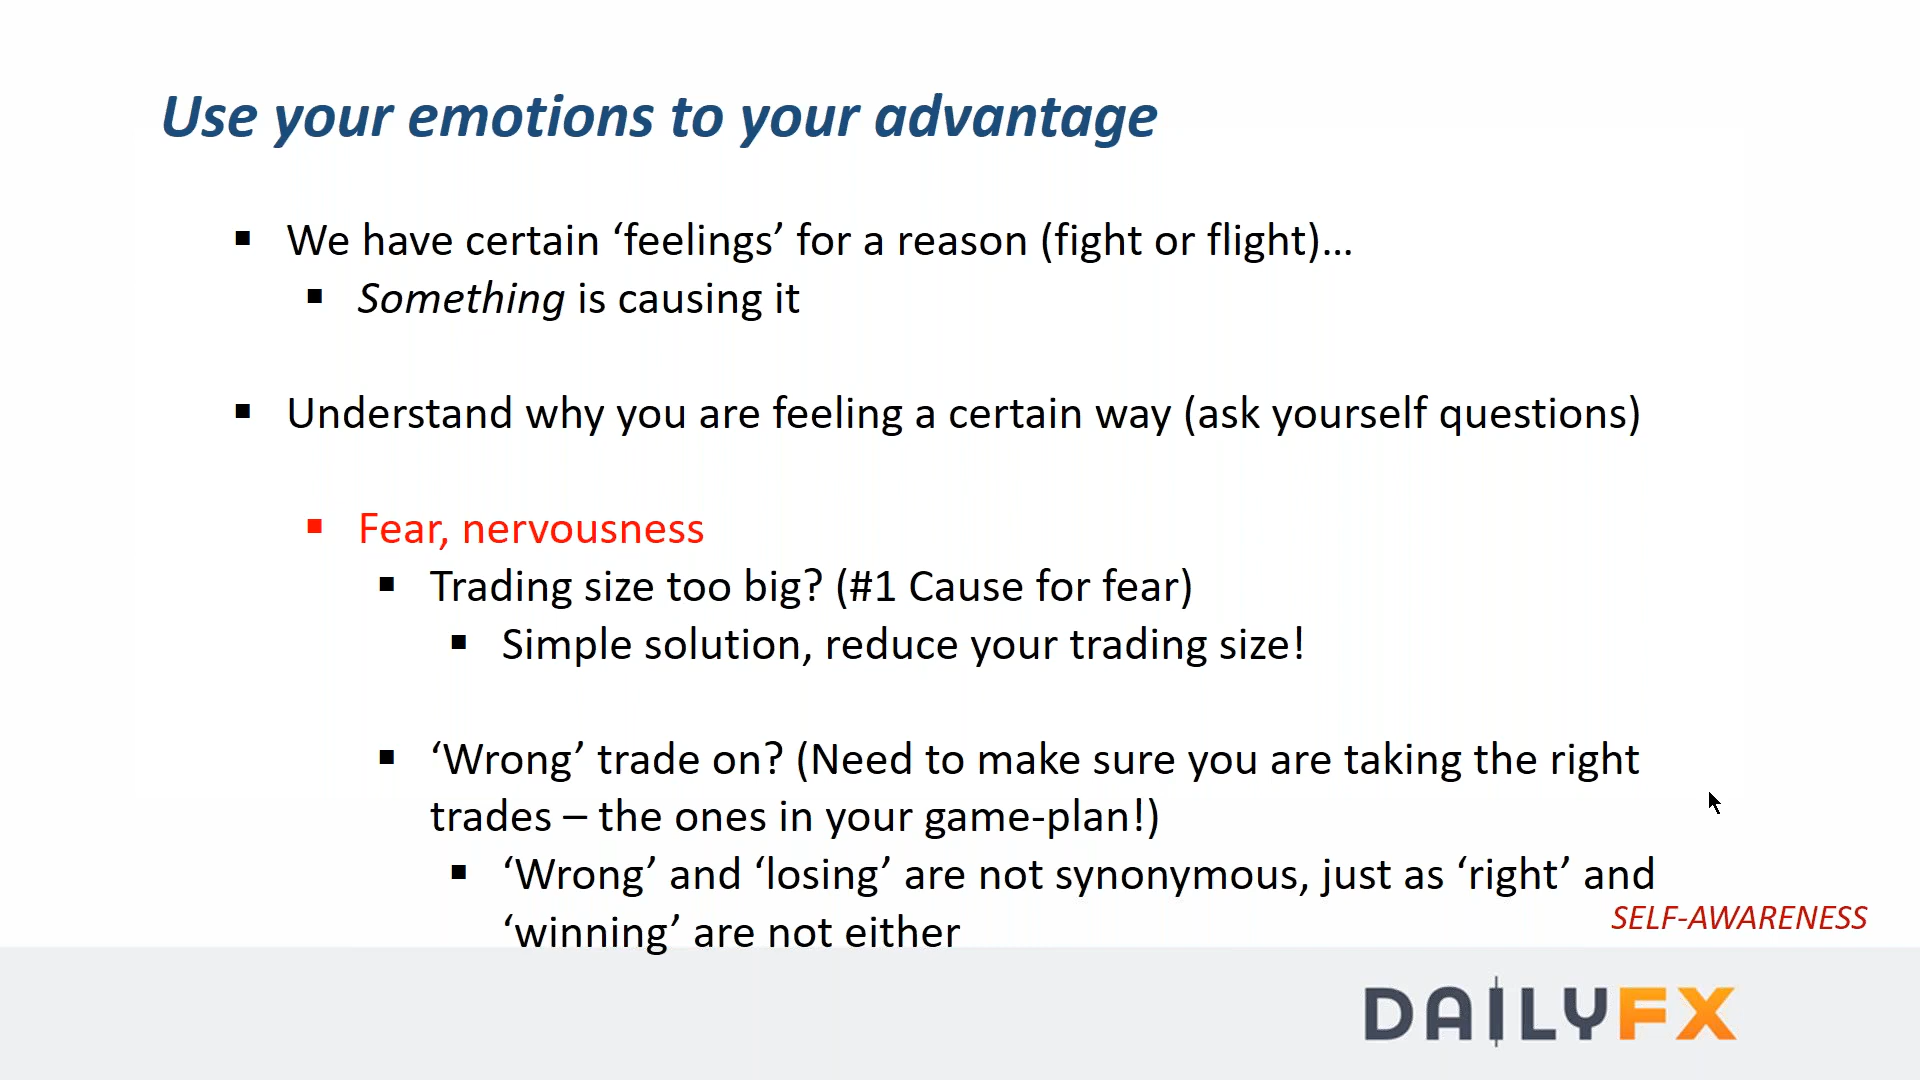 Use your emotions to your advantage
▪ We have certain ‘feelings’ for a reason (fight or flight)…
▪ Something is causing it
▪ Understand why you are feeling a certain way (ask yourself questions)
▪ Fear, nervousness
▪ Trading size too big? (#1 Cause for fear)
▪ Simple solution, reduce your trading size!
▪ ‘Wrong’ trade on? (Need to make sure you are taking the right
trades – the ones in your game-plan!)
▪ ‘Wrong’ and ‘losing’ are not synonymous, just as ‘right’ and
‘winning’ are not either
SELF-AWARENESS
DAILYFX